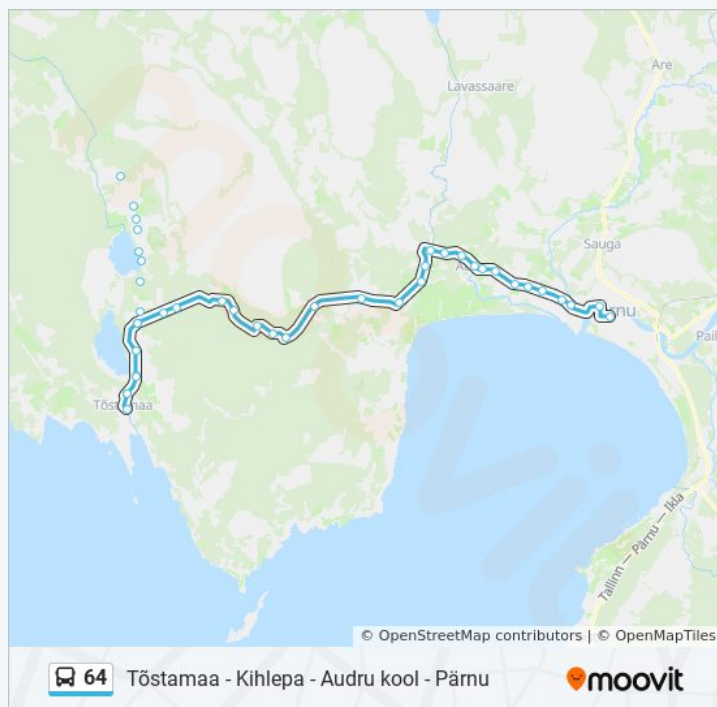 Lavassaare
Are
Sauga
Tõstamaa
Tallinn — Pärnu — Ikla
© OpenStreetMap contributors | © OpenMapTiles
64 Tõstamaa - Kihlepa - Audru kool - Pärnu
moovit